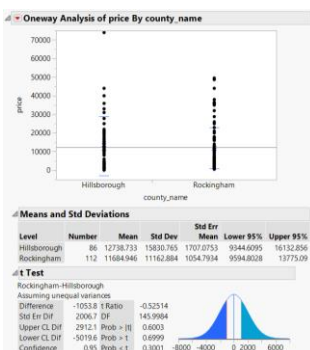 Oneway Analysis of price By county_name
70000
60000
50000
40000
30000
20000
10000
0
price
Hillsborough Rockingham
county_name
Means and Std Deviations
Level Number Mean Std Dev Std Err Mean Lower 95% Upper 95%
Hillsborough 86 12738.733 15830.765 1707.0753 9344.6095 16132.856
Rockingham 112 11684.946 11162.884 1054.7934 9594.8028 13775.09
t Test
Rockingham-Hillsborough
Assuming unequal variances
Difference -1053.8 t Ratio -0.52514
Std Err Dif 2006.7 DF 145.9984
Upper CL Dif 2912.1 Prob > |t| 0.6003
Lower CL Dif -5019.6 Prob > t 0.6999
Confidence 0.95 Prob < t 0.3001
-8000 -4000 0 2000 6000